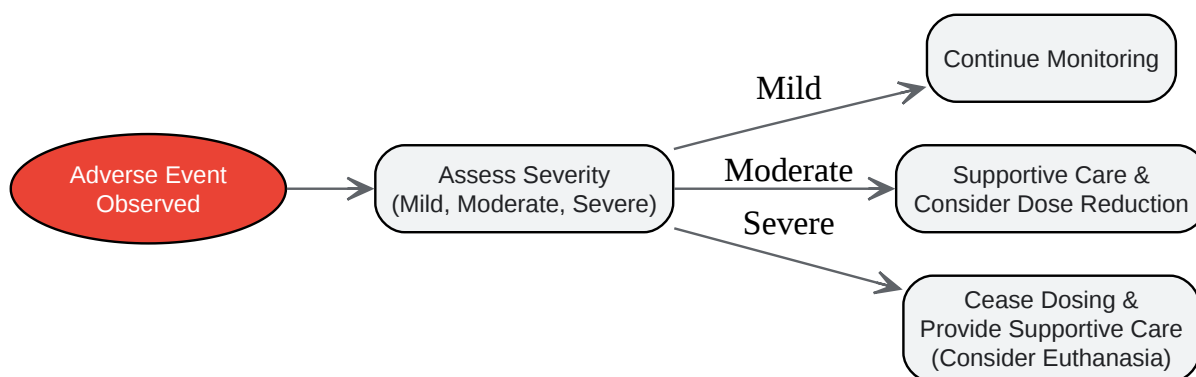 Adverse Event
Observed
Assess Severity
(Mild, Moderate, Severe)
Mild
Continue Monitoring
Moderate
Supportive Care &
Consider Dose Reduction
Severe
Cease Dosing &
Provide Supportive Care
(Consider Euthanasia)